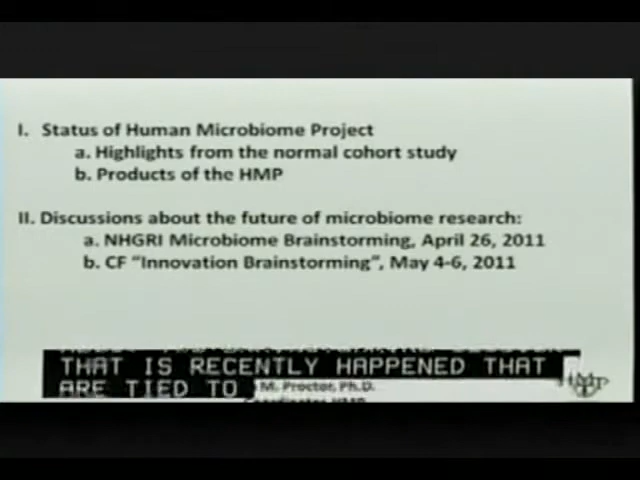 I. Status of Human Microbiome Project
a. Highlights from the normal cohort study
b. Products of the HMP
II. Discussions about the future of microbiome research:
a. NHGRI Microbiome Brainstorming, April 26, 2011
b. CF “Innovation Brainstorming”, May 4-6, 2011
THAT IS RECENTLY HAPPENED THAT
ARE TIED TO
M. Proctor, Ph.D.
HMP